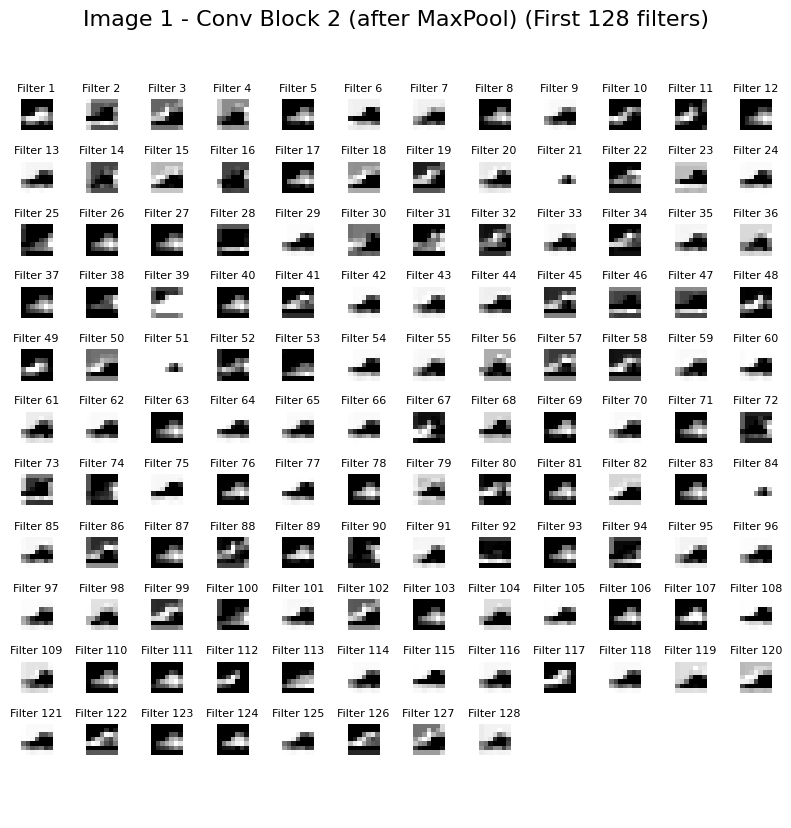 Image 1 - Conv Block 2 (after MaxPool) (First 128 filters)
Filter 1 Filter 2 Filter 3 Filter 4 Filter 5 Filter 6 Filter 7 Filter 8 Filter 9 Filter 10 Filter 11 Filter 12
Filter 13 Filter 14 Filter 15 Filter 16 Filter 17 Filter 18 Filter 19 Filter 20 Filter 21 Filter 22 Filter 23 Filter 24
Filter 25 Filter 26 Filter 27 Filter 28 Filter 29 Filter 30 Filter 31 Filter 32 Filter 33 Filter 34 Filter 35 Filter 36
Filter 37 Filter 38 Filter 39 Filter 40 Filter 41 Filter 42 Filter 43 Filter 44 Filter 45 Filter 46 Filter 47 Filter 48
Filter 49 Filter 50 Filter 51 Filter 52 Filter 53 Filter 54 Filter 55 Filter 56 Filter 57 Filter 58 Filter 59 Filter 60
Filter 61 Filter 62 Filter 63 Filter 64 Filter 65 Filter 66 Filter 67 Filter 68 Filter 69 Filter 70 Filter 71 Filter 72
Filter 73 Filter 74 Filter 75 Filter 76 Filter 77 Filter 78 Filter 79 Filter 80 Filter 81 Filter 82 Filter 83 Filter 84
Filter 85 Filter 86 Filter 87 Filter 88 Filter 89 Filter 90 Filter 91 Filter 92 Filter 93 Filter 94 Filter 95 Filter 96
Filter 97 Filter 98 Filter 99 Filter 100 Filter 101 Filter 102 Filter 103 Filter 104 Filter 105 Filter 106 Filter 107 Filter 108
Filter 109 Filter 110 Filter 111 Filter 112 Filter 113 Filter 114 Filter 115 Filter 116 Filter 117 Filter 118 Filter 119 Filter 120
Filter 121 Filter 122 Filter 123 Filter 124 Filter 125 Filter 126 Filter 127 Filter 128